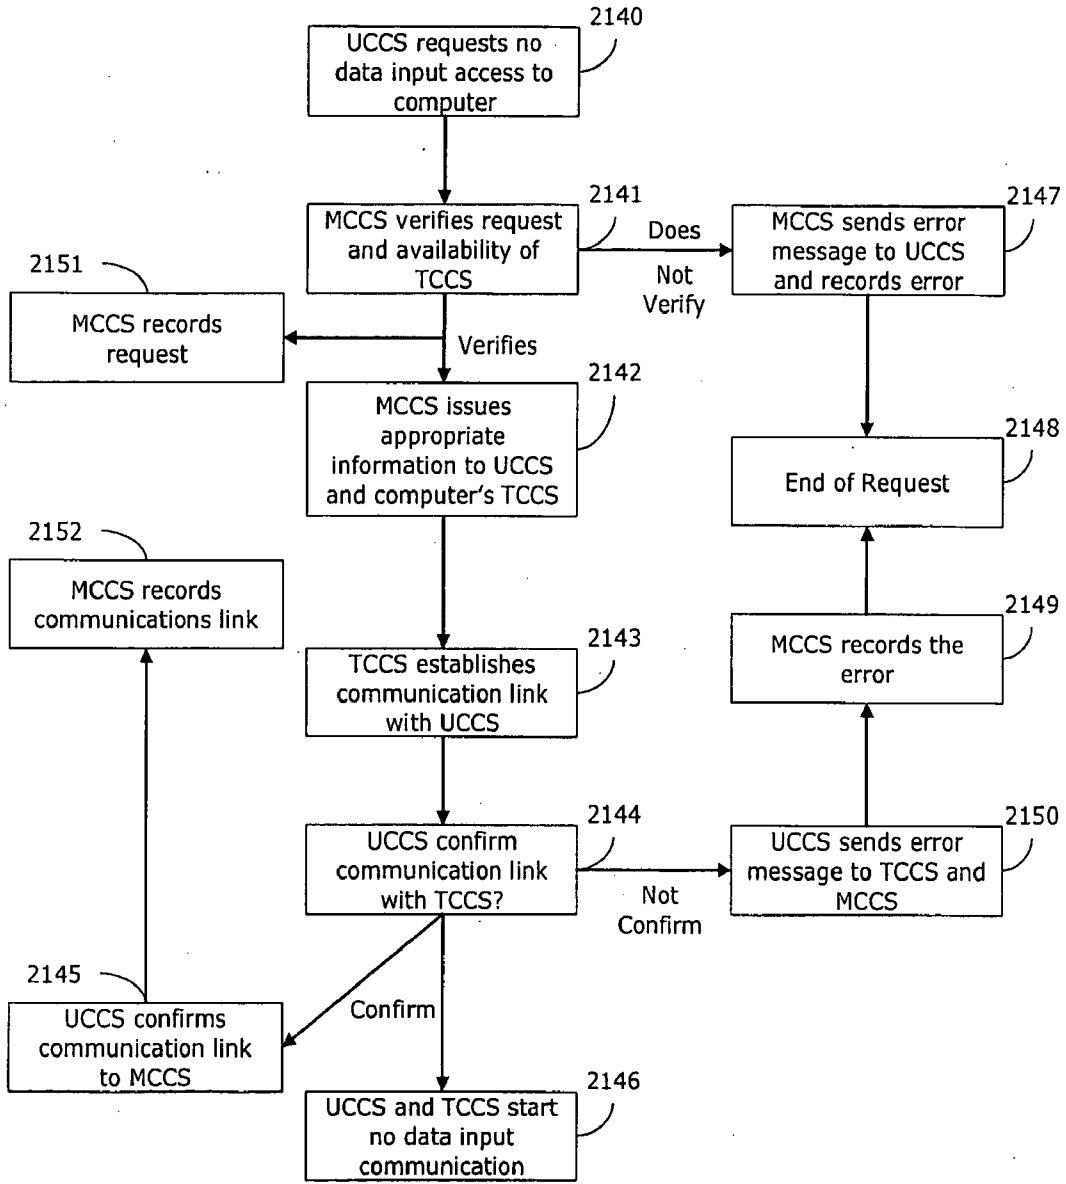 2140
UCCS requests no
data input access to
computer
2141
MCCS verifies request
and availability of
TCCS
Does
Not
Verify
2147
MCCS sends error
message to UCCS
and records error
2151
MCCS records
request
Verifies
2142
MCCS issues
appropriate
information to UCCS
and computer's TCCS
2148
End of Request
2152
MCCS records
communications link
2143
TCCS establishes
communication link
with UCCS
2149
MCCS records the
error
2144
UCCS confirm
communication link
with TCCS?
Not
Confirm
2150
UCCS sends error
message to TCCS and
MCCS
2145
UCCS confirms
communication link
to MCCS
Confirm
2146
UCCS and TCCS start
no data input
communication